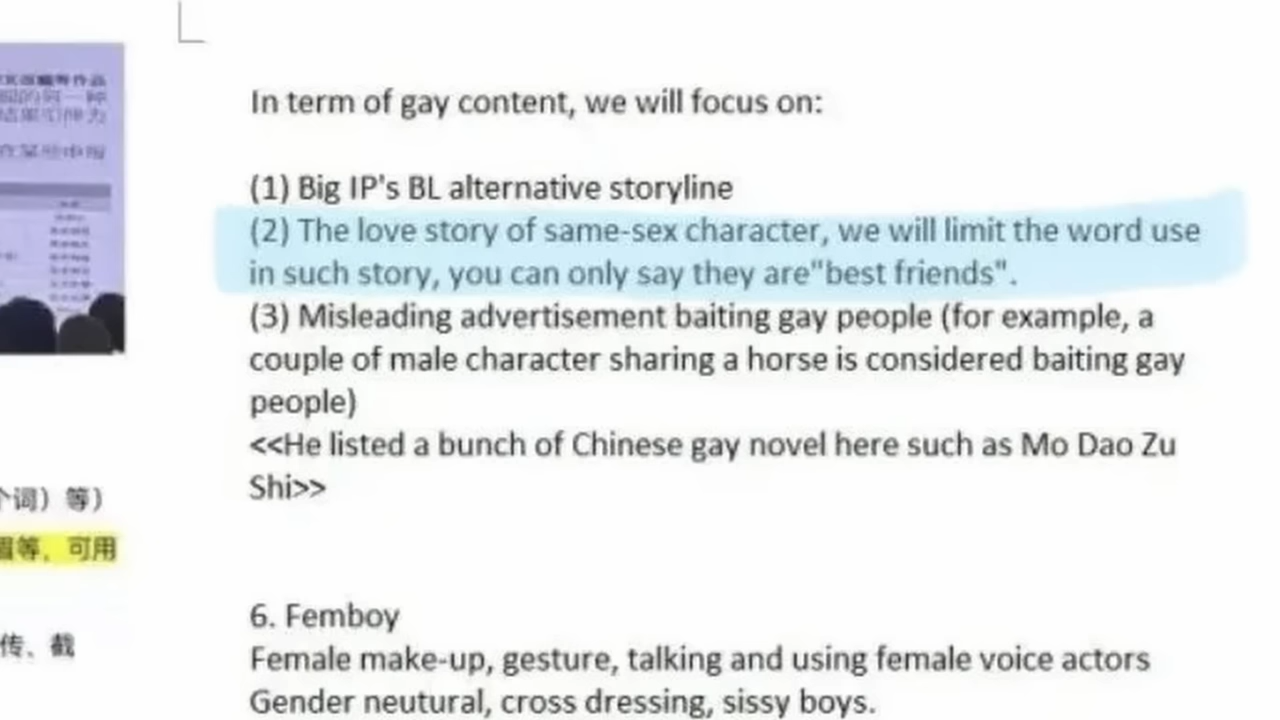 In term of gay content, we will focus on:
(1) Big IP's BL alternative storyline
(2) The love story of same-sex character, we will limit the word use
in such story, you can only say they are"best friends".
(3) Misleading advertisement baiting gay people (for example, a
couple of male character sharing a horse is considered baiting gay
people)
<<He listed a bunch of Chinese gay novel here such as Mo Dao Zu
Shi>>
6. Femboy
Female make-up, gesture, talking and using female voice actors
Gender neutural, cross dressing, sissy boys.
个词）等）
置等，可用
传、截